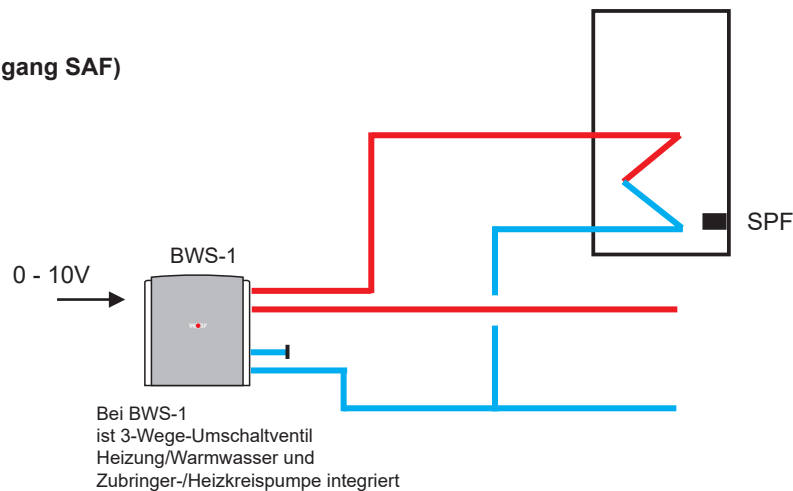 gang SAF)
SPF
BWS-1
0 - 10V
WOLF
Bei BWS-1
ist 3-Wege-Umschaltventil
Heizung/Warmwasser und
Zubringer-/Heizkreispumpe integriert